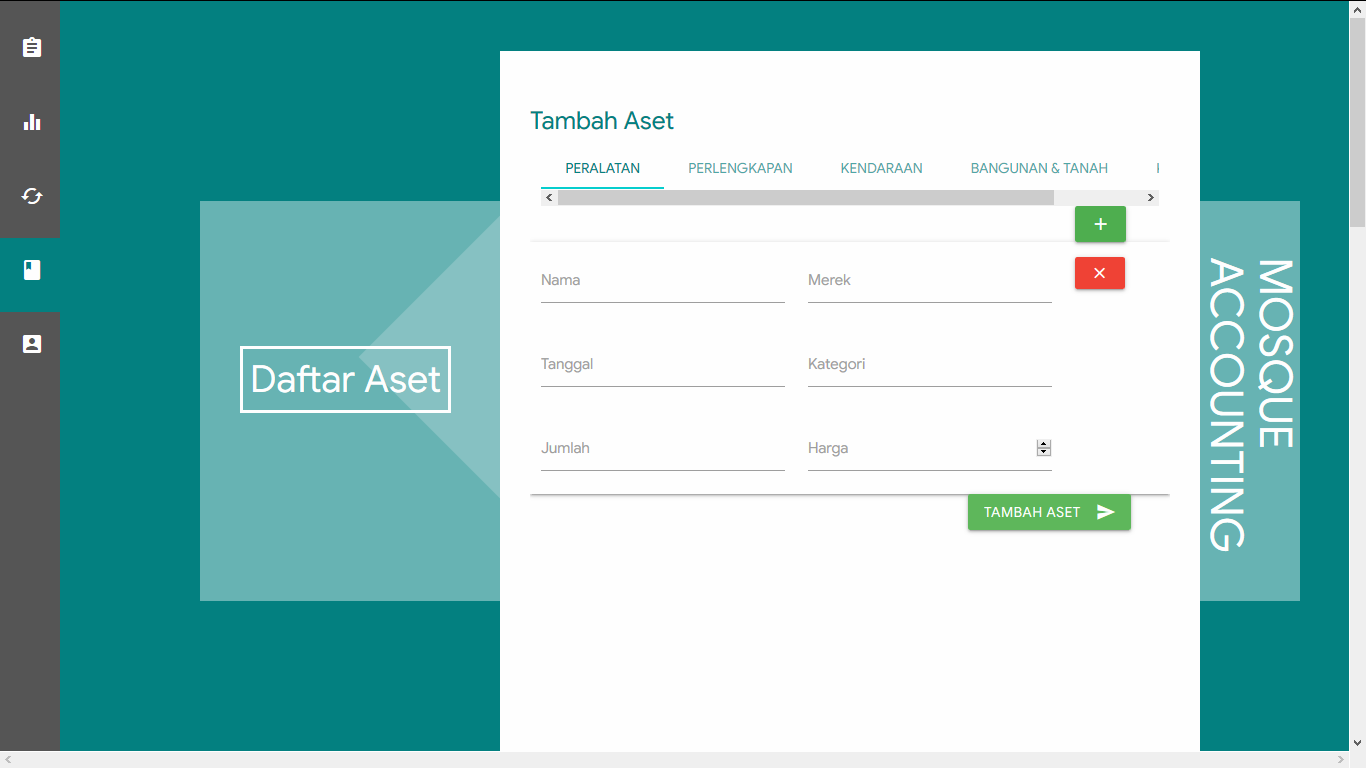 Tambah Aset
PERALATAN PERLENGKAPAN KENDARAAN BANGUNAN & TANAH
Nama Merek
Tanggal Kategori
Jumlah Harga
TAMBAH ASET
Daftar Aset
MOSQUE
ACCOUNTING